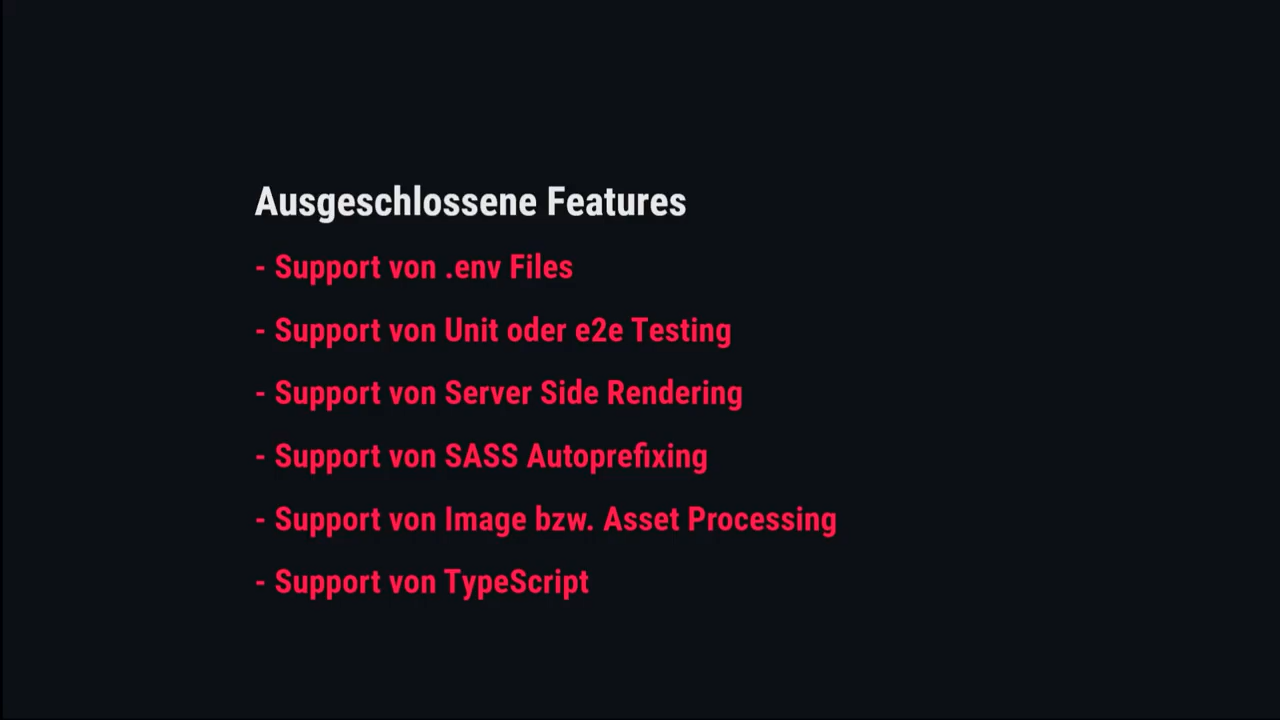 Ausgeschlossene Features
- Support von .env Files
- Support von Unit oder e2e Testing
- Support von Server Side Rendering
- Support von SASS Autoprefixing
- Support von Image bzw. Asset Processing
- Support von TypeScript